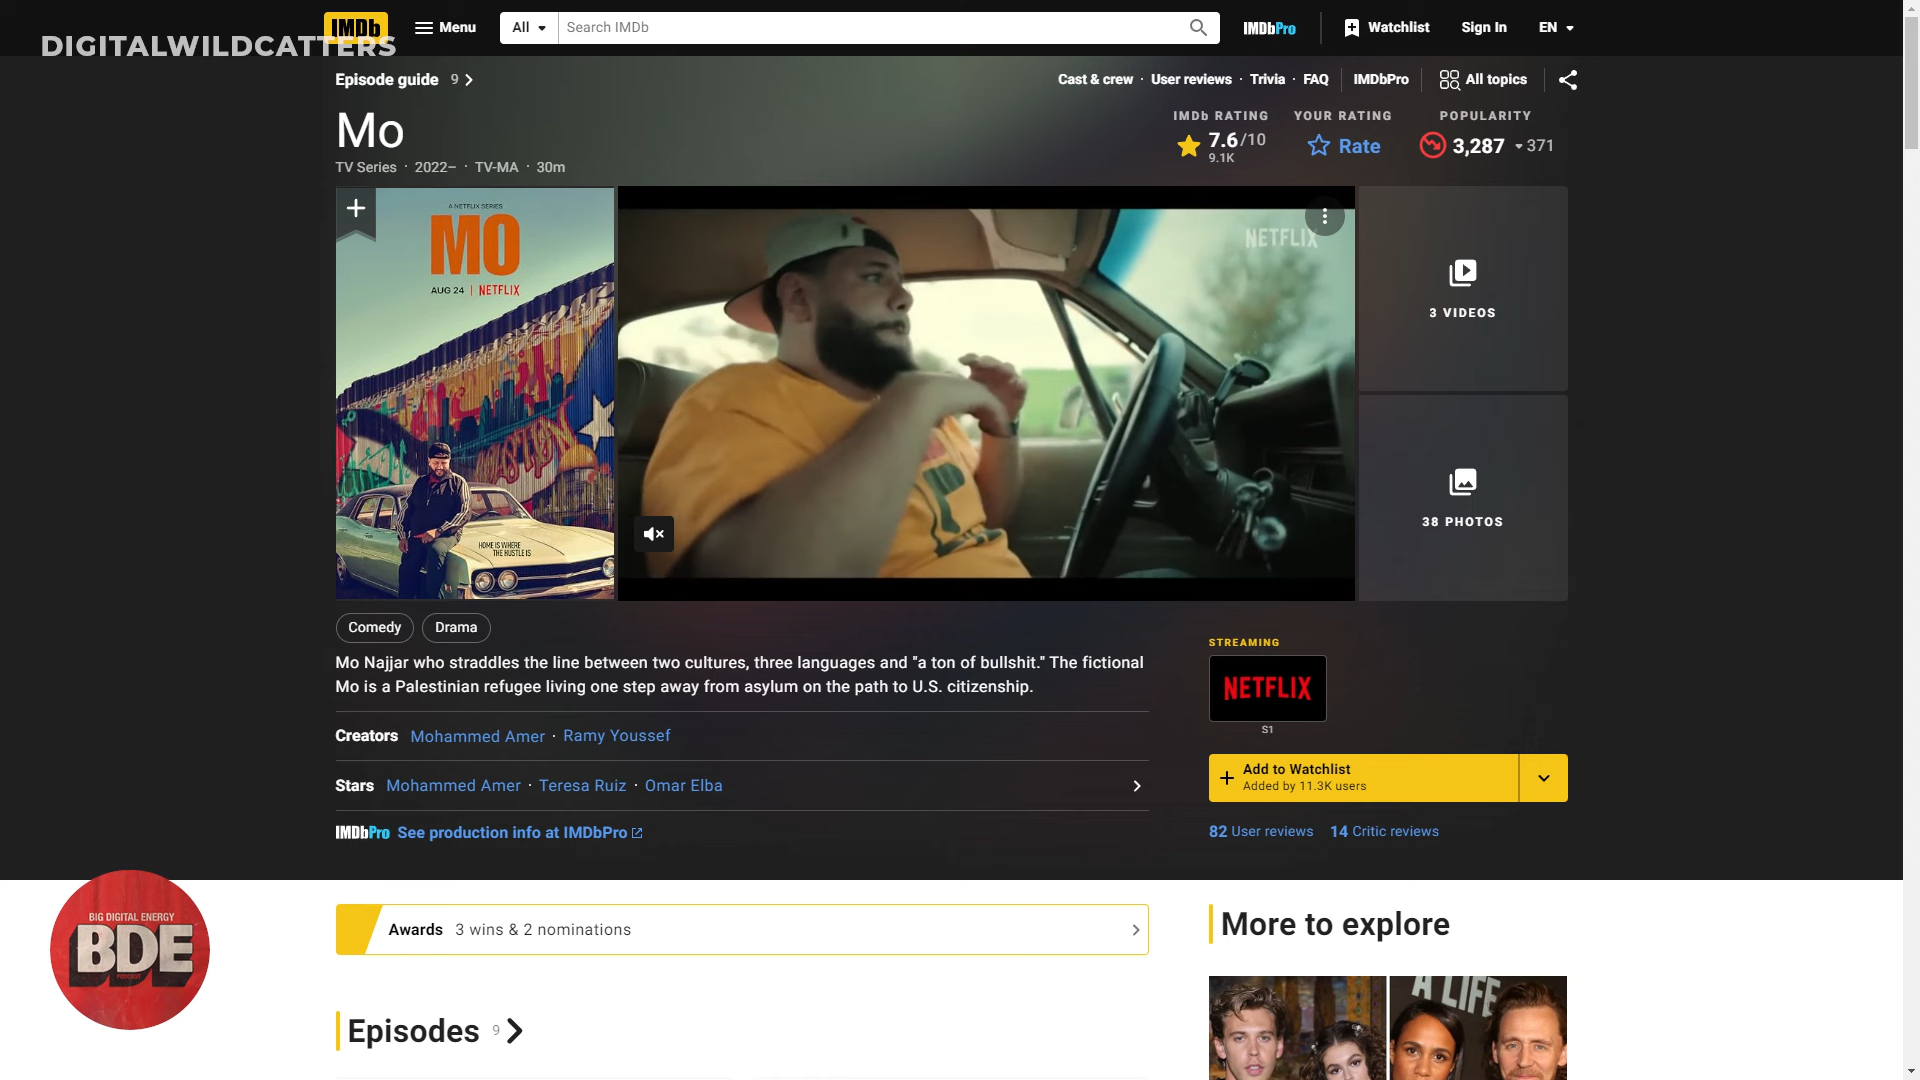 DIGITALWILDCATTERS
IMDb
Menu
All
Search IMDb
IMDbPro
Watchlist
Sign In
EN
Episode guide 9
Cast & crew · User reviews · Trivia · FAQ
IMDbPro
All topics
Mo
TV Series · 2022– · TV-MA · 30m
IMDb RATING
7.6/10
9.1K
YOUR RATING
Rate
POPULARITY
3,287
371
A NETFLIX SERIES
MO
AUG 24 | NETFLIX
HOME IS WHERE
THE HUSTLE IS
NETFLIX
3 VIDEOS
38 PHOTOS
Comedy
Drama
Mo Najjar who straddles the line between two cultures, three languages and "a ton of bullshit." The fictional
Mo is a Palestinian refugee living one step away from asylum on the path to U.S. citizenship.
Creators Mohammed Amer · Ramy Youssef
Stars Mohammed Amer · Teresa Ruiz · Omar Elba
IMDbPro See production info at IMDbPro
STREAMING
NETFLIX
S1
Add to Watchlist
Added by 11.3K users
82 User reviews
14 Critic reviews
BIG DIGITAL ENERGY
BDE
PODCAST
Awards 3 wins & 2 nominations
Episodes 9
More to explore
A LIFE